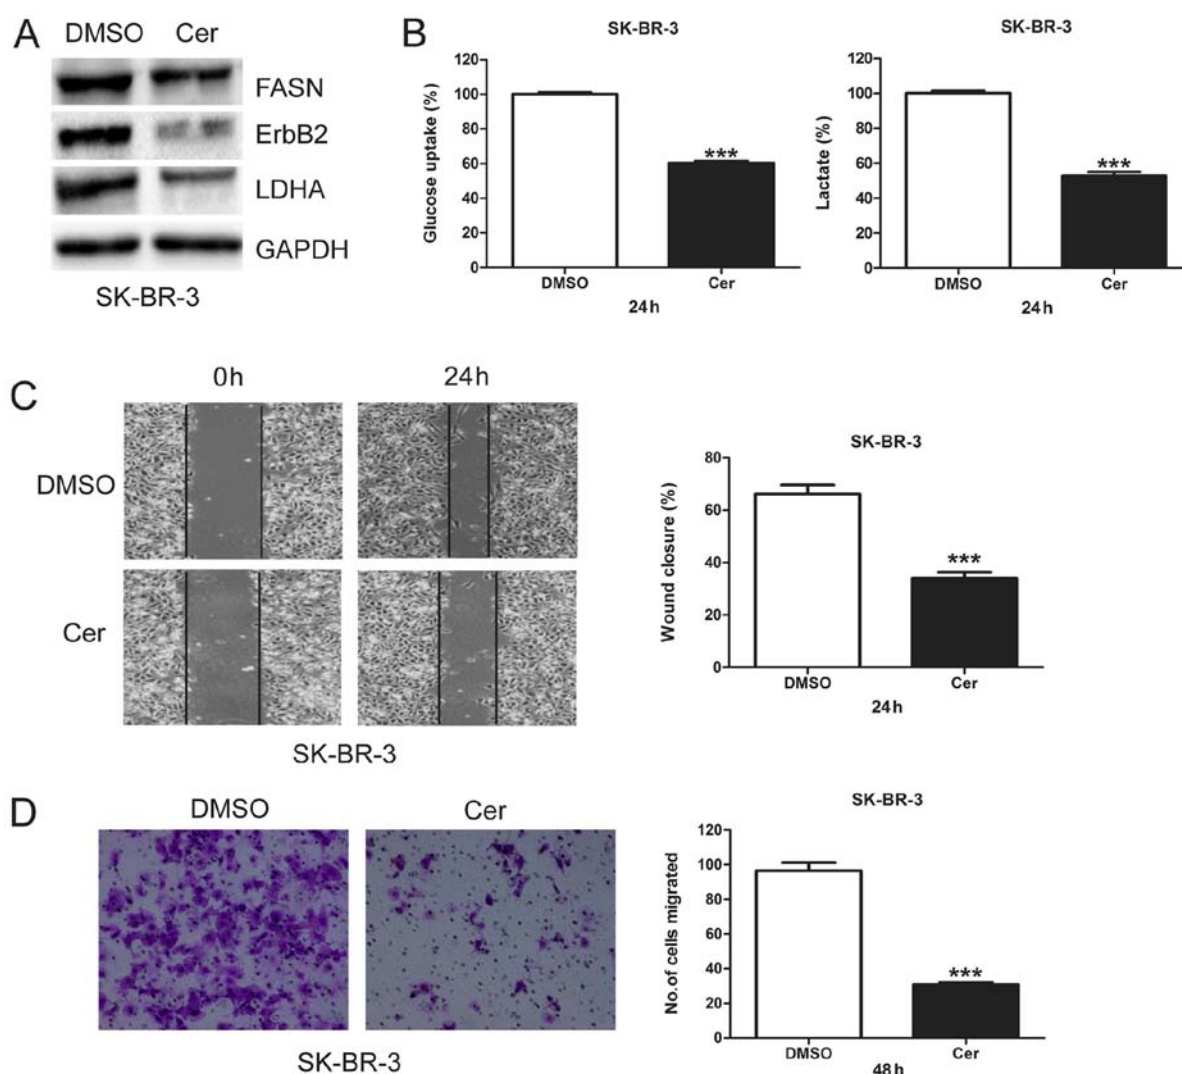 A
DMSO Cer
FASN
ErbB2
LDHA
GAPDH
SK-BR-3
B
SK-BR-3
Glucose uptake (%)
120
100
80
60
40
20
0
***
DMSO Cer
24h
SK-BR-3
Lactate (%)
120
100
80
60
40
20
0
***
DMSO Cer
24h
C
0h 24h
DMSO
Cer
SK-BR-3
SK-BR-3
Wound closure (%)
80
60
40
20
0
***
DMSO Cer
24h
D
DMSO Cer
SK-BR-3
SK-BR-3
No.of cells migrated
120
100
80
60
40
20
0
***
DMSO Cer
48h